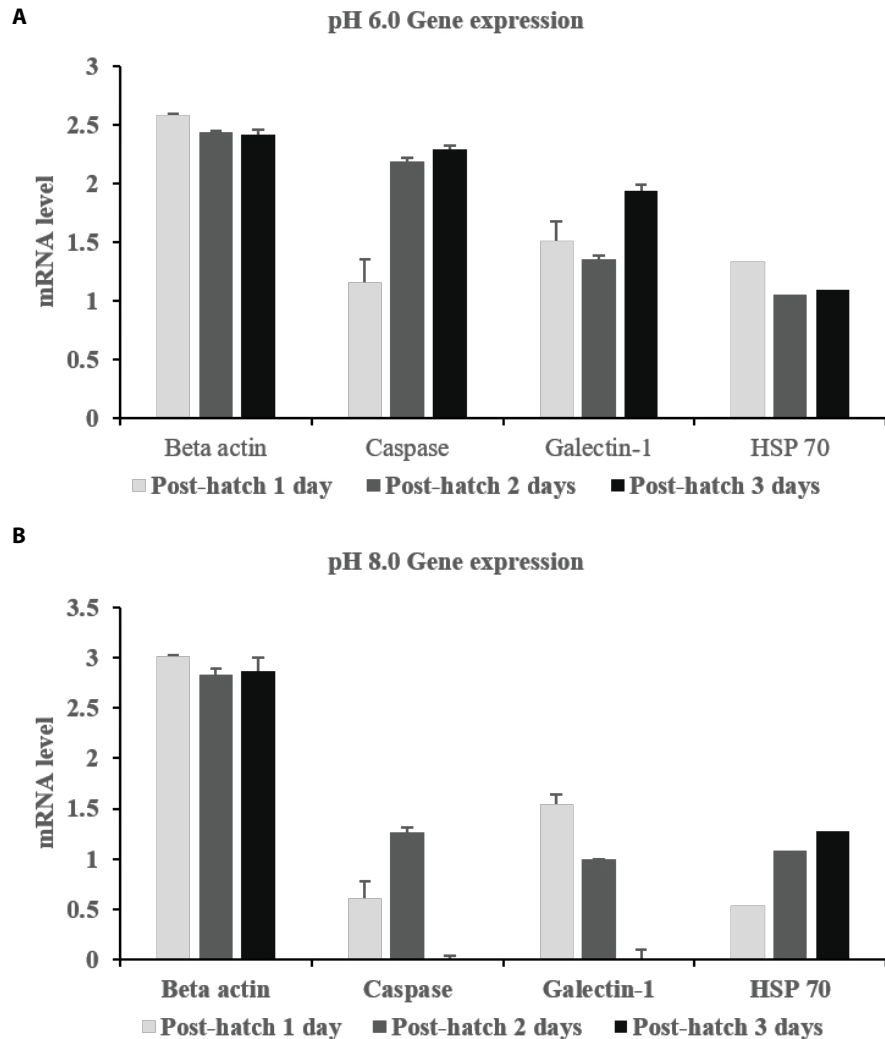 A
pH 6.0 Gene expression
3
2.5
2
1.5
1
0.5
0
mRNA level
Beta actin Caspase Galectin-1 HSP 70
Post-hatch 1 day Post-hatch 2 days Post-hatch 3 days
B
pH 8.0 Gene expression
3.5
3
2.5
2
1.5
1
0.5
0
mRNA level
Beta actin Caspase Galectin-1 HSP 70
Post-hatch 1 day Post-hatch 2 days Post-hatch 3 days